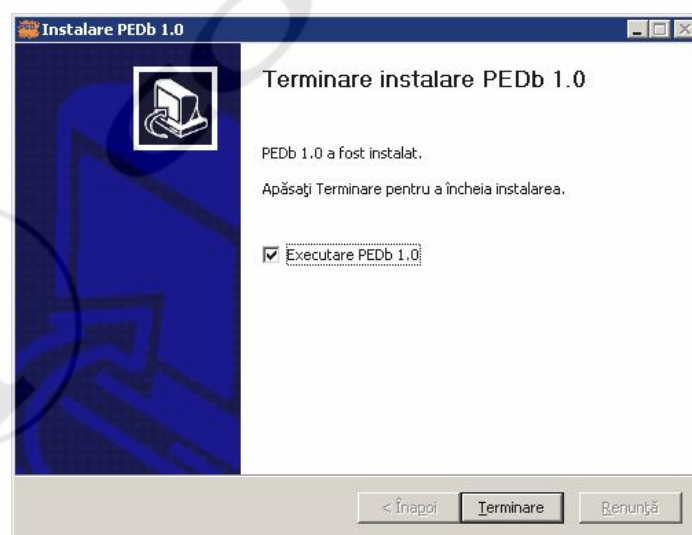 Instalare PEDb 1.0
Terminare instalare PEDb 1.0
PEDb 1.0 a fost instalat.
Apăsaţi Terminare pentru a încheia instalarea.
Executare PEDb 1.0
< Înapoi
Terminare
Renunţă